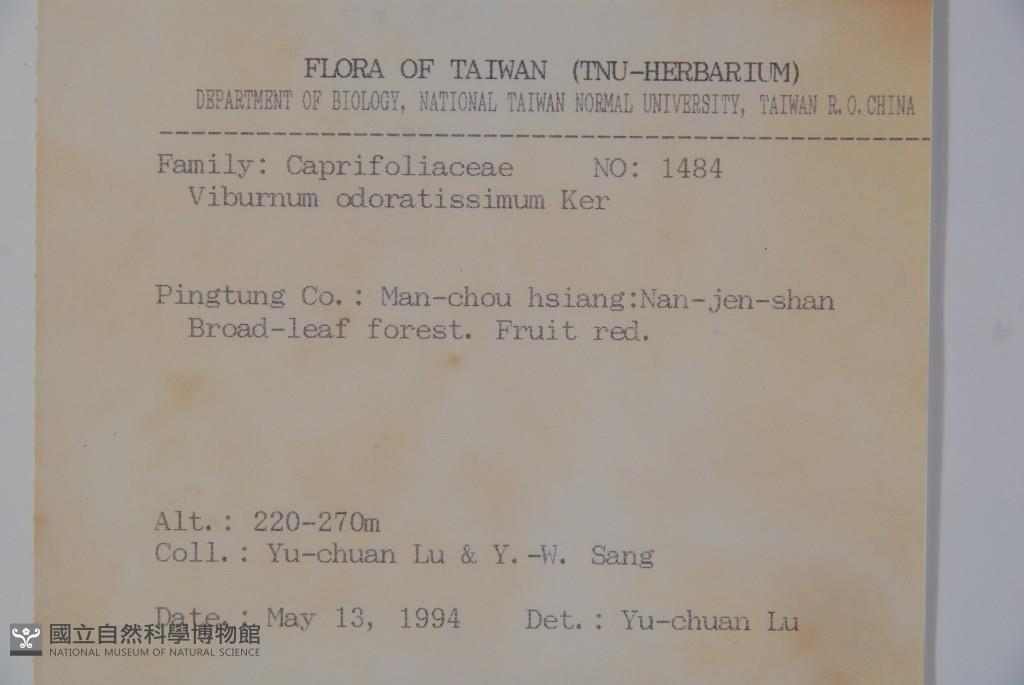 FLORA OF TAIWAN (TNU-HERBARIUM)
DEPARTMENT OF BIOLOGY, NATIONAL TAIWAN NORMAL UNIVERSITY, TAIWAN R.O.CHINA
Family: Caprifoliaceae NO: 1484
Viburnum odoratissimum Ker
Pingtung Co.: Man-chou hsiang:Nan-jen-shan
Broad-leaf forest. Fruit red.
Alt.: 220-270m
Coll.: Yu-chuan Lu & Y.-W. Sang
Date.: May 13, 1994 Det.: Yu-chuan Lu
國立自然科學博物館
NATIONAL MUSEUM OF NATURAL SCIENCE